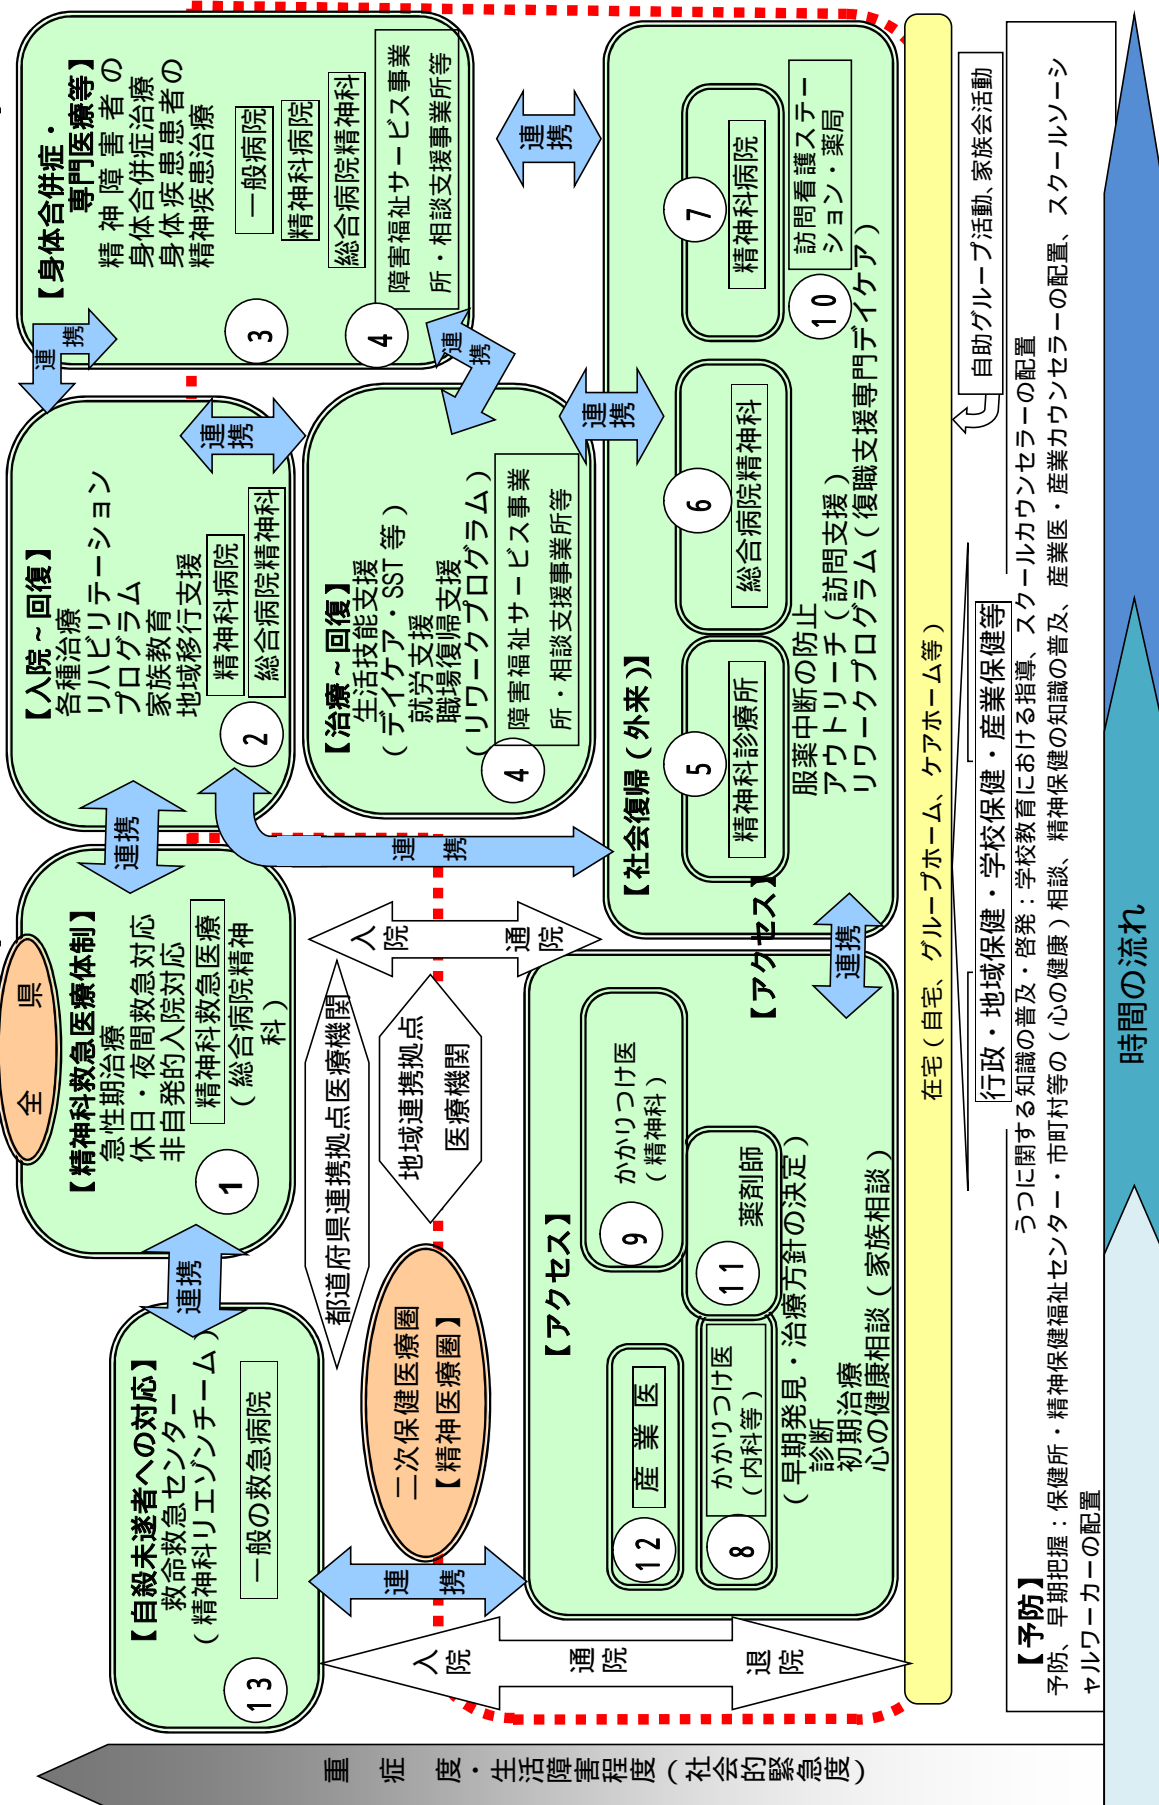 重 症 度・生活障害程度(社会的緊急度)
全 県
【自殺未遂者への対応】
救命救急センター
(精神科リエゾンチーム)
一般の救急病院
13
連携
【精神科救急医療体制】
急性期治療
休日・夜間救急対応
非自発的入院対応
精神科救急医療
(総合病院精神
科)
1
連携
【入院~回復】
各種治療
リハビリテーション
プログラム
家族教育
地域移行支援
精神科病院
総合病院精神科
2
連携
【身体合併症・
専門医療等】
精神障害者の
身体合併症治療
身体疾患患者の
精神疾患治療
一般病院
精神科病院
総合病院精神科
障害福祉サービス事業
所・相談支援事業所等
3
4
連携
【治療~回復】
生活技能支援
(デイケア・SST等)
就労支援
職場復帰支援
(リワークプログラム)
障害福祉サービス事業
所・相談支援事業所等
4
連携
連携
連携
連携
都道府県連携拠点医療機関
地域連携拠点
医療機関
二次保健医療圏
【精神医療圏】
入院
通院
連携
入院
通院
退院
【アクセス】
12
産業医
8
かかりつけ医
(内科等)
9
かかりつけ医
(精神科)
11
薬剤師
(早期発見・治療方針の決定)
診断
初期治療
心の健康相談(家族相談)
【アクセス】
連携
【社会復帰(外来)】
5
精神科診療所
6
総合病院精神科
7
精神科病院
10
訪問看護ステー
ション・薬局
服薬中断の防止
アウトリーチ(訪問支援)
リワークプログラム(復職支援専門デイケア)
在宅(自宅、グループホーム、ケアホーム等)
自助グループ活動、家族会活動
行政・地域保健・学校保健・産業保健等
【予防】
うつに関する知識の普及・啓発:学校教育における指導、スクールカウンセラーの配置
予防、早期把握:保健所・精神保健福祉センター・市町村等の(心の健康)相談、精神保健の知識の普及、産業医・産業カウンセラーの配置、スクールソーシ
ャルワーカーの配置
時間の流れ